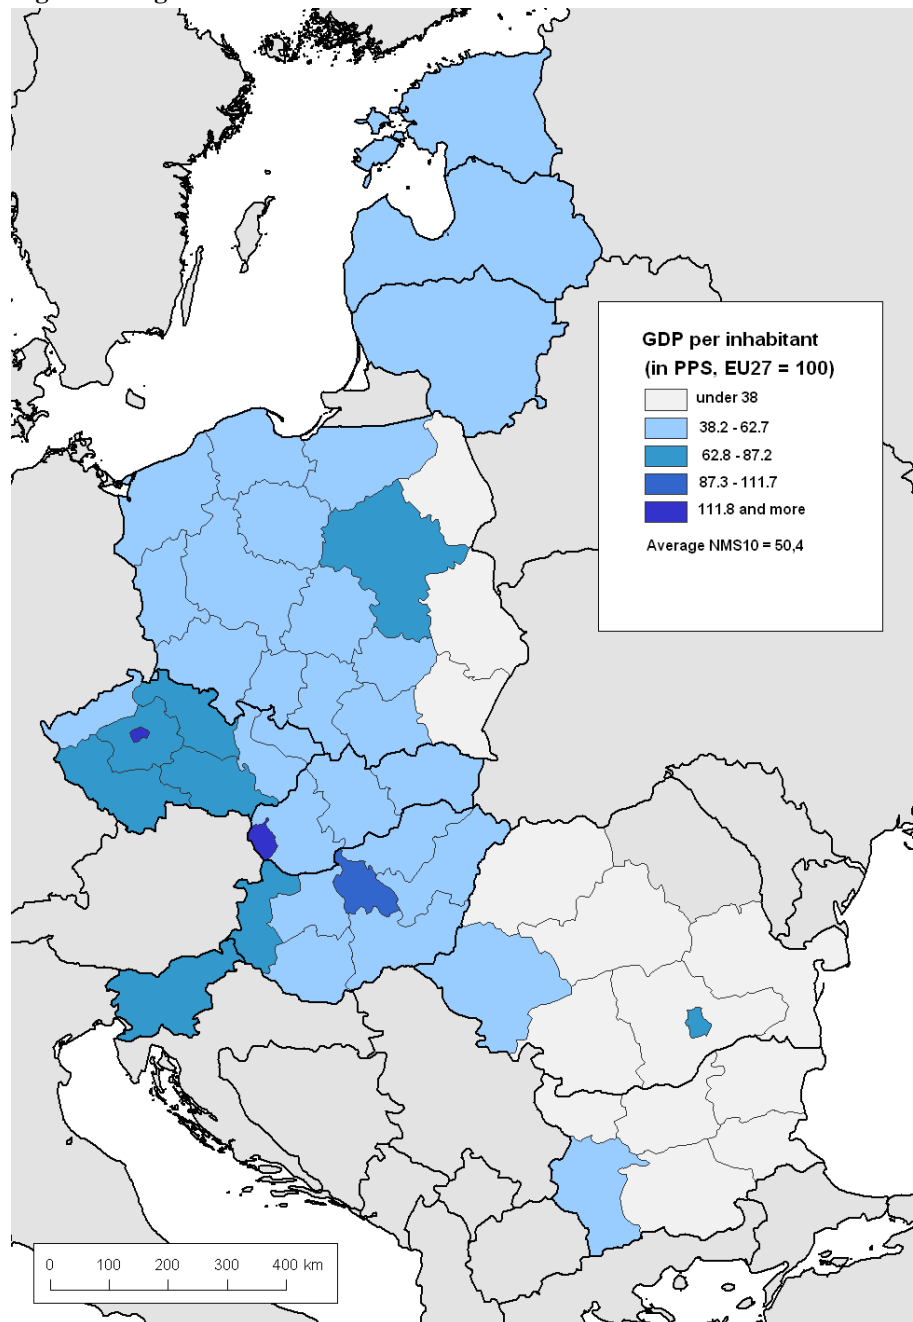 GDP per inhabitant
(in PPS, EU27 = 100)
under 38
38.2 - 62.7
62.8 - 87.2
87.3 - 111.7
111.8 and more
Average NMS10 = 50,4
0 100 200 300 400 km